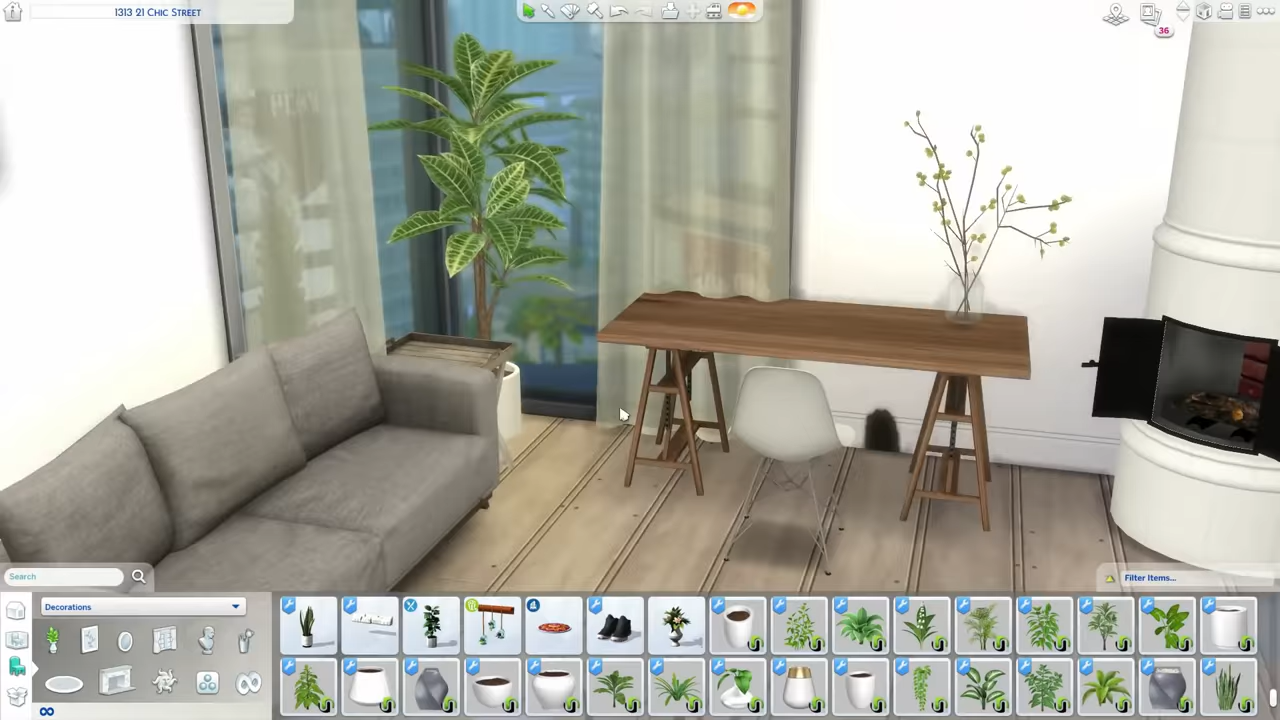 1313 21 CHIC STREET
36
Search
Filter Items...
Decorations